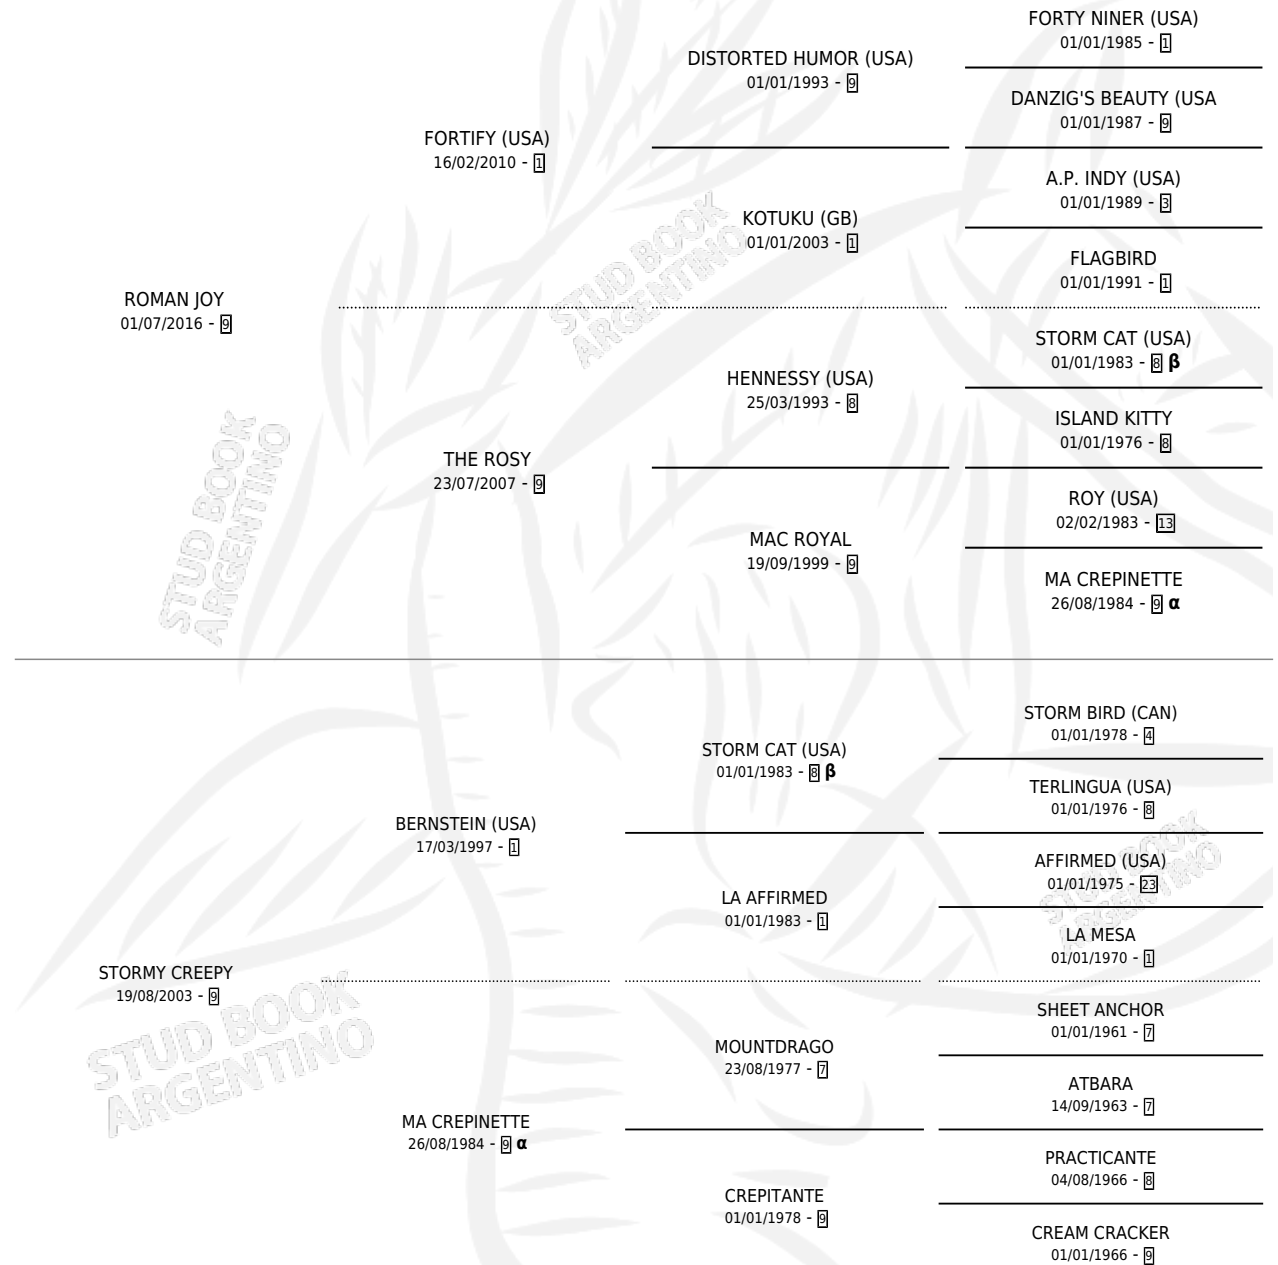 FORTY NINER (USA)
01/01/1985 - 1
DISTORTED HUMOR (USA)
01/01/1993 - 9
DANZIG'S BEAUTY (USA
01/01/1987 - 9
FORTIFY (USA)
16/02/2010 - 1
A.P. INDY (USA)
01/01/1989 - 3
KOTUKU (GB)
01/01/2003 - 1
FLAGBIRD
01/01/1991 - 1
ROMAN JOY
01/07/2016 - 9
STORM CAT (USA)
01/01/1983 - 8 β
HENNESSY (USA)
25/03/1993 - 8
ISLAND KITTY
01/01/1976 - 8
THE ROSY
23/07/2007 - 9
ROY (USA)
02/02/1983 - 13
MAC ROYAL
19/09/1999 - 9
MA CREPINETTE
26/08/1984 - 9 α
STORM BIRD (CAN)
01/01/1978 - 4
STORM CAT (USA)
01/01/1983 - 8 β
TERLINGUA (USA)
01/01/1976 - 8
BERNSTEIN (USA)
17/03/1997 - 1
AFFIRMED (USA)
01/01/1975 - 23
LA AFFIRMED
01/01/1983 - 1
LA MESA
01/01/1970 - 1
STORMY CREEPY
19/08/2003 - 9
SHEET ANCHOR
01/01/1961 - 7
MOUNTDRAGO
23/08/1977 - 7
ATBARA
14/09/1963 - 7
MA CREPINETTE
26/08/1984 - 9 α
PRACTICANTE
04/08/1966 - 8
CREPITANTE
01/01/1978 - 9
CREAM CRACKER
01/01/1966 - 9
STUD BOOK
ARGENTINO
STUD BOOK
ARGENTINO
STUD BOOK
ARGENTINO
STUD BOOK
ARGENTINO